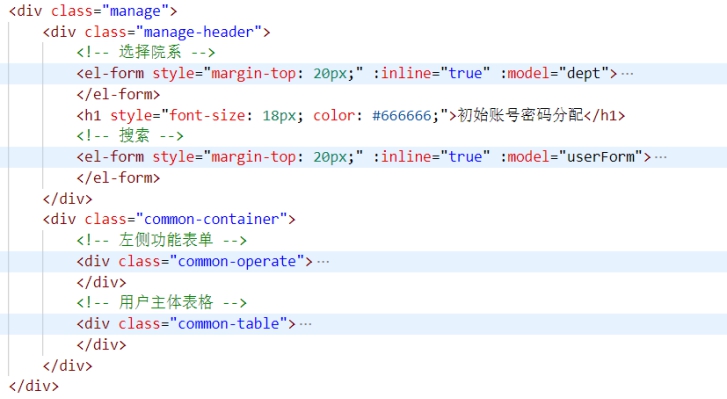 <div class="manage">
<div class="manage-header">
<!-- 选择院系 -->
<el-form style="margin-top: 20px;" :inline="true" :model="dept">···
</el-form>
<h1 style="font-size: 18px; color: #666666;">初始账号密码分配</h1>
<!-- 搜索 -->
<el-form style="margin-top: 20px;" :inline="true" :model="userForm">···
</el-form>
</div>
<div class="common-container">
<!-- 左侧功能表单 -->
<div class="common-operate">···
</div>
<!-- 用户主体表格 -->
<div class="common-table">···
</div>
</div>
</div>